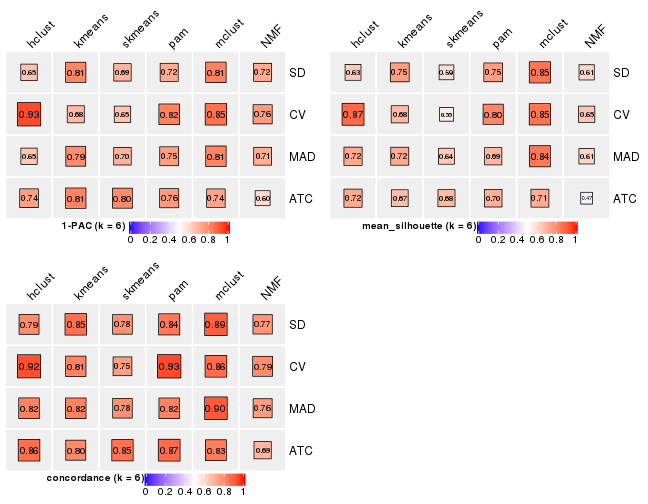 hclust kmeans skmeans pam mclust NMF
0.65 0.81 0.69 0.72 0.81 0.72 SD
0.93 0.68 0.65 0.82 0.85 0.76 CV
0.65 0.79 0.70 0.75 0.81 0.71 MAD
0.74 0.81 0.80 0.76 0.74 0.60 ATC
1-PAC (k = 6)
0 0.2 0.4 0.6 0.8 1
hclust kmeans skmeans pam mclust NMF
0.63 0.75 0.59 0.75 0.85 0.61 SD
0.87 0.68 0.80 0.85 0.65 CV
0.72 0.72 0.64 0.69 0.84 0.61 MAD
0.72 0.67 0.68 0.70 0.71 0.47 ATC
mean_silhouette (k = 6)
0 0.2 0.4 0.6 0.8 1
hclust kmeans skmeans pam mclust NMF
0.79 0.85 0.78 0.84 0.89 0.77 SD
0.92 0.81 0.75 0.93 0.86 0.79 CV
0.82 0.82 0.78 0.82 0.90 0.76 MAD
0.86 0.80 0.85 0.87 0.83 0.69 ATC
concordance (k = 6)
0 0.2 0.4 0.6 0.8 1